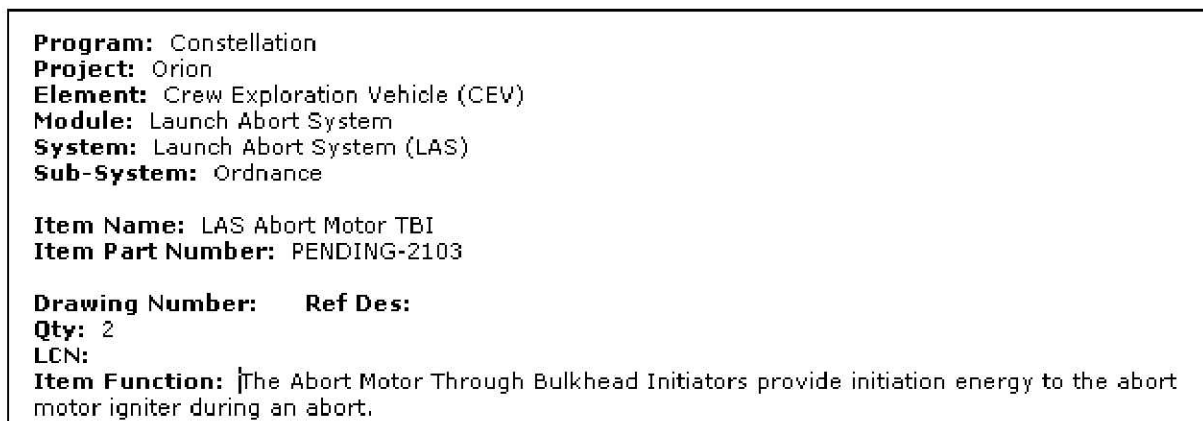 Program: Constellation
Project: Orion
Element: Crew Exploration Vehicle (CEV)
Module: Launch Abort System
System: Launch Abort System (LAS)
Sub-System: Ordnance
Item Name: LAS Abort Motor TBI
Item Part Number: PENDING-2103
Drawing Number: Ref Des:
Qty: 2
LCN:
Item Function: The Abort Motor Through Bulkhead Initiators provide initiation energy to the abort
motor igniter during an abort.